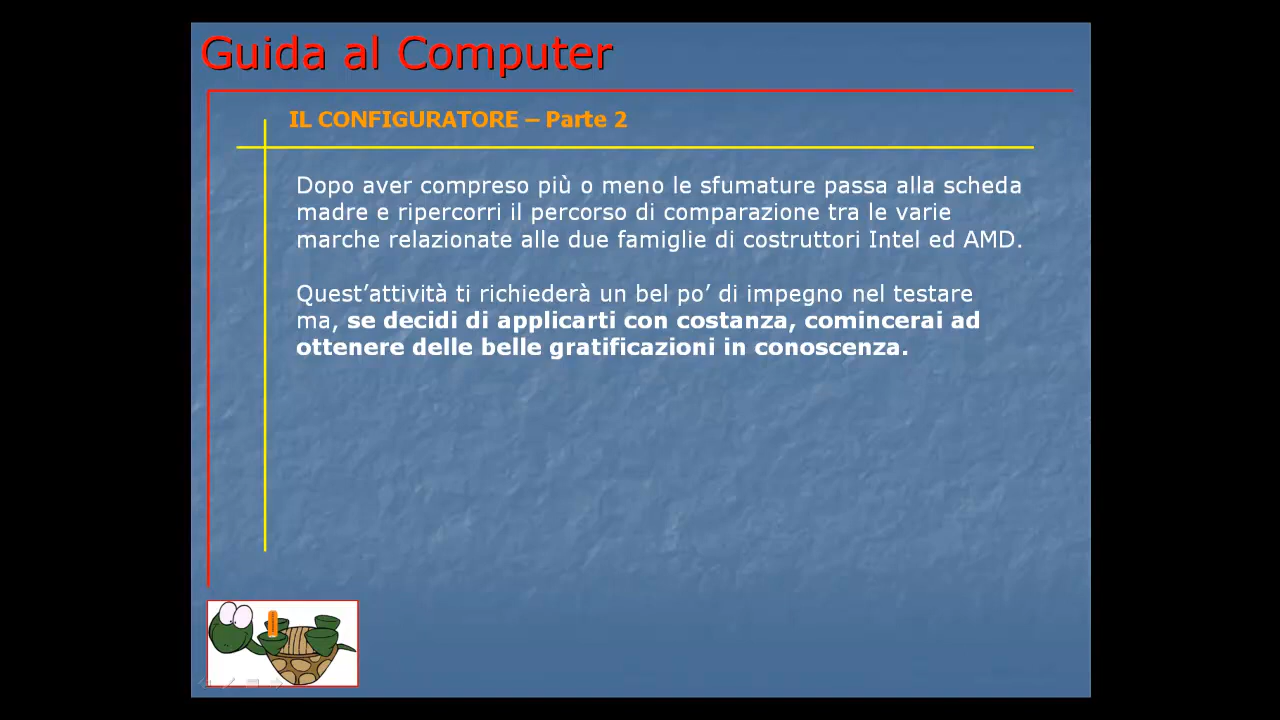 Guida al Computer
IL CONFIGURATORE – Parte 2
Dopo aver compreso più o meno le sfumature passa alla scheda
madre e ripercorri il percorso di comparazione tra le varie
marche relazionate alle due famiglie di costruttori Intel ed AMD.
Quest’attività ti richiederà un bel po’ di impegno nel testare
ma, se decidi di applicarti con costanza, comincerai ad
ottenere delle belle gratificazioni in conoscenza.